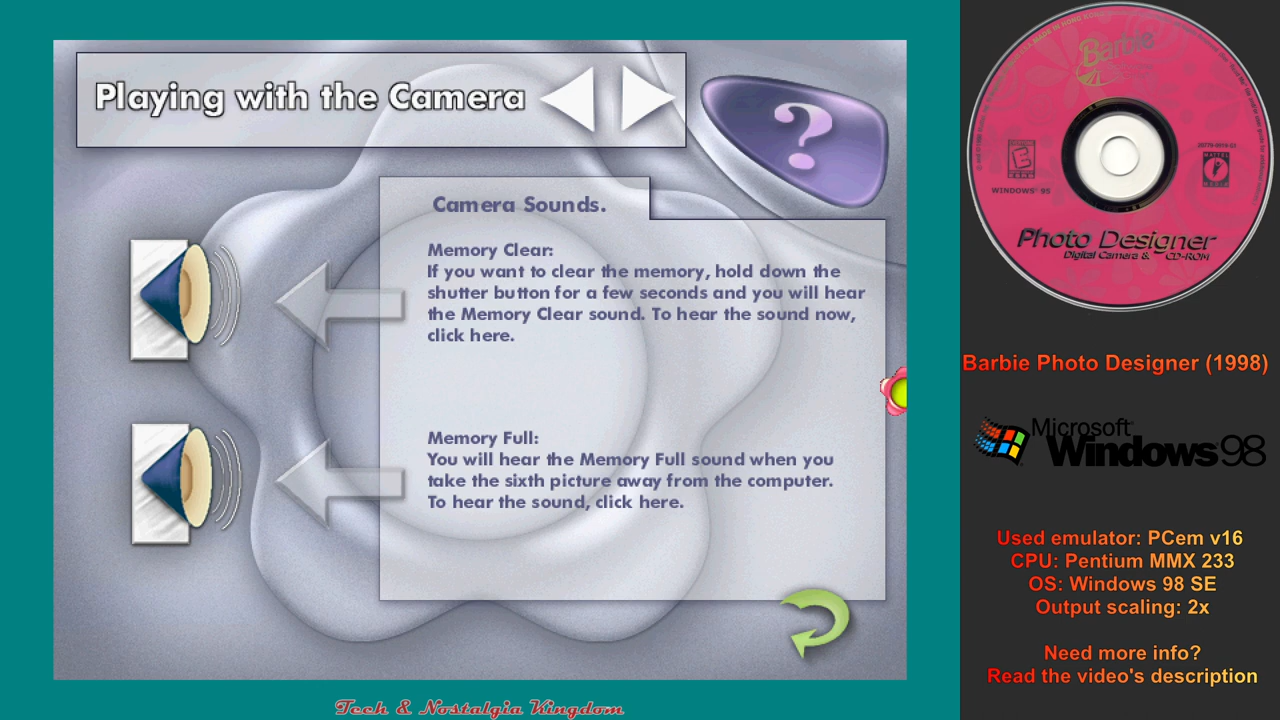 Playing with the Camera
?
Camera Sounds.
Memory Clear:
If you want to clear the memory, hold down the
shutter button for a few seconds and you will hear
the Memory Clear sound. To hear the sound now,
click here.
Memory Full:
You will hear the Memory Full sound when you
take the sixth picture away from the computer.
To hear the sound, click here.
Tech & Nostalgia Kingdom
Barbie
E
WINDOWS® 95
MATTEL
MEDIA
Photo Designer
Digital Camera & CD-ROM
Barbie Photo Designer (1998)
Microsoft
Windows 98
Used emulator: PCem v16
CPU: Pentium MMX 233
OS: Windows 98 SE
Output scaling: 2x
Need more info?
Read the video's description